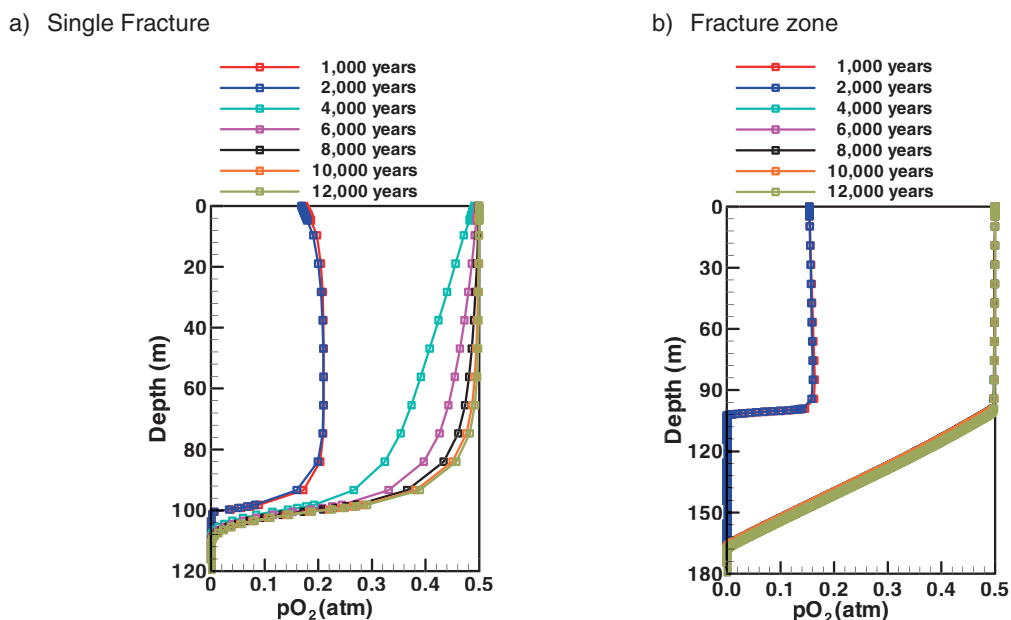 a) Single Fracture
1,000 years
2,000 years
4,000 years
6,000 years
8,000 years
10,000 years
12,000 years
0
20
40
60
80
100
120
Depth (m)
0 0.1 0.2 0.3 0.4 0.5
pO2 (atm)
b) Fracture zone
1,000 years
2,000 years
4,000 years
6,000 years
8,000 years
10,000 years
12,000 years
0
30
60
90
120
150
180
Depth (m)
0.0 0.1 0.2 0.3 0.4 0.5
pO2 (atm)